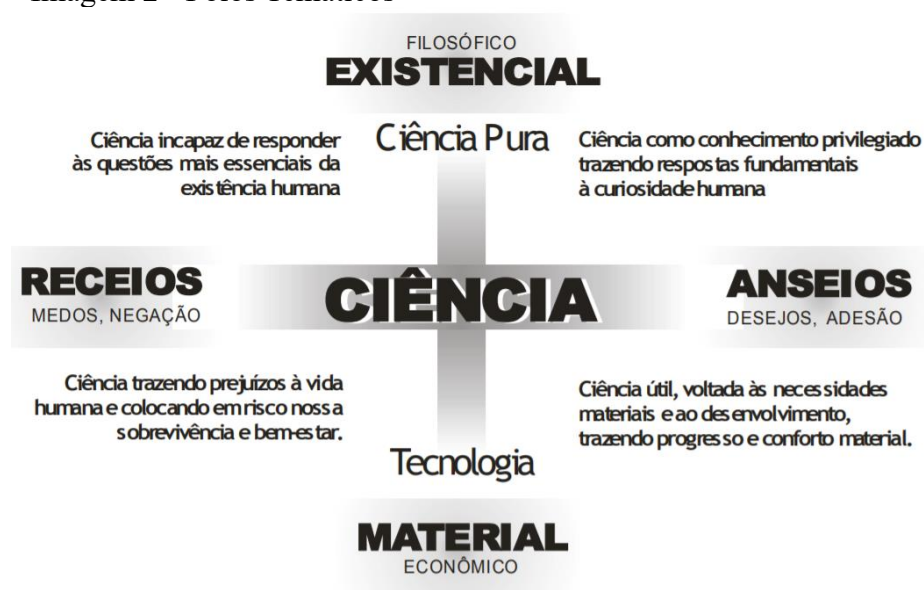 FILOSÓFICO
EXISTENCIAL
Ciência Pura
Ciência incapaz de responder
às questões mais essenciais da
existência humana
Ciência como conhecimento privilegiado
trazendo respostas fundamentais
à curiosidade humana
RECEIOS
MEDOS, NEGAÇÃO
CIÊNCIA
ANSEIOS
DESEJOS, ADESÃO
Ciência trazendo prejuízos à vida
humana e colocando em risco nossa
sobrevivência e bem-estar.
Ciência útil, voltada às necessidades
materiais e ao desenvolvimento,
trazendo progresso e conforto material.
Tecnologia
MATERIAL
ECONÔMICO